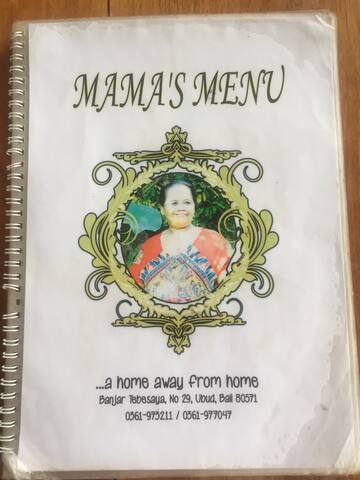 MAMA'S MENU
...a home away from home
Banjar Tebesaya, No 29, Ubud, Bali 80571
0361-973211 / 0361-977047